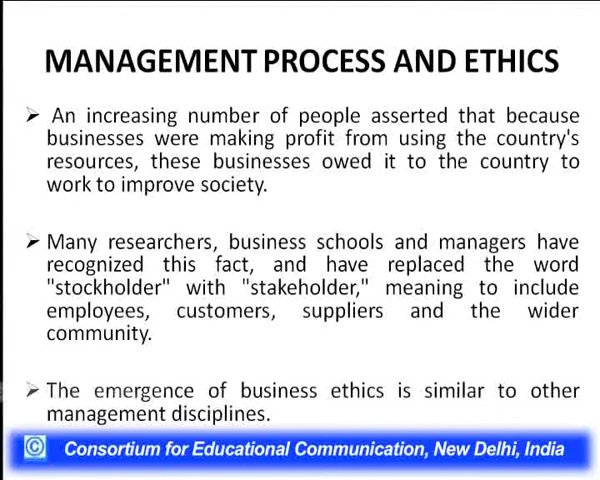 MANAGEMENT PROCESS AND ETHICS
➢ An increasing number of people asserted that because
businesses were making profit from using the country's
resources, these businesses owed it to the country to
work to improve society.
➢ Many researchers, business schools and managers have
recognized this fact, and have replaced the word
"stockholder" with "stakeholder," meaning to include
employees, customers, suppliers and the wider
community.
➢ The emergence of business ethics is similar to other
management disciplines.
© Consortium for Educational Communication, New Delhi, India